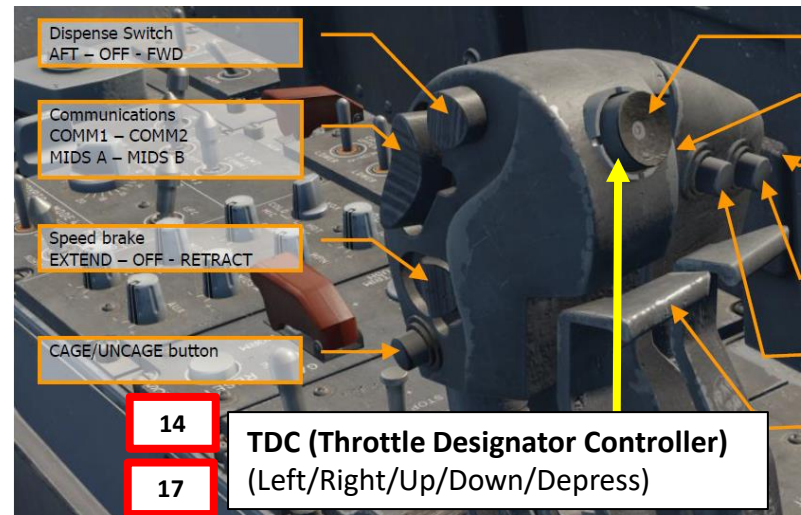 Dispense Switch
AFT – OFF - FWD
Communications
COMM1 – COMM2
MIDS A – MIDS B
Speed brake
EXTEND – OFF - RETRACT
CAGE/UNCAGE button
14
17
TDC (Throttle Designator Controller)
(Left/Right/Up/Down/Depress)